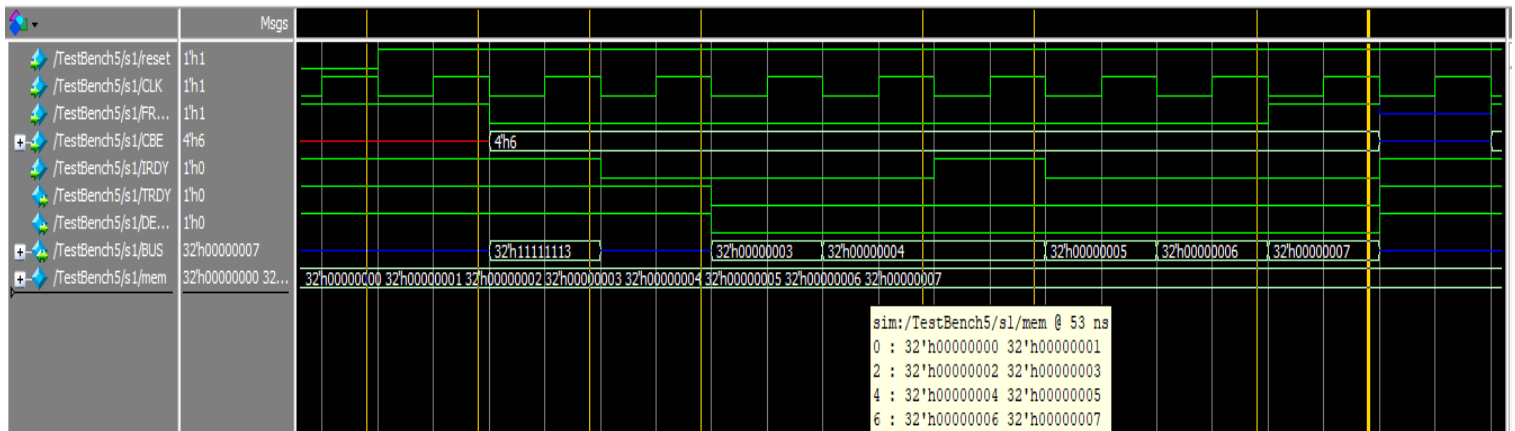 Msgs
/TestBench5/s1/reset 1'h1
/TestBench5/s1/CLK 1'h1
/TestBench5/s1/FR... 1'h1
/TestBench5/s1/CBE 4'h6 4'h6
/TestBench5/s1/IRDY 1'h0
/TestBench5/s1/TRDY 1'h0
/TestBench5/s1/DE... 1'h0
/TestBench5/s1/BUS 32'h00000007 32'h11111113 32'h00000003 32'h00000004 32'h00000005 32'h00000006 32'h00000007
/TestBench5/s1/mem 32'h00000000 32... 32'h00000000 32'h00000001 32'h00000002 32'h00000003 32'h00000004 32'h00000005 32'h00000006 32'h00000007
sim:/TestBench5/s1/mem @ 53 ns
0 : 32'h00000000 32'h00000001
2 : 32'h00000002 32'h00000003
4 : 32'h00000004 32'h00000005
6 : 32'h00000006 32'h00000007